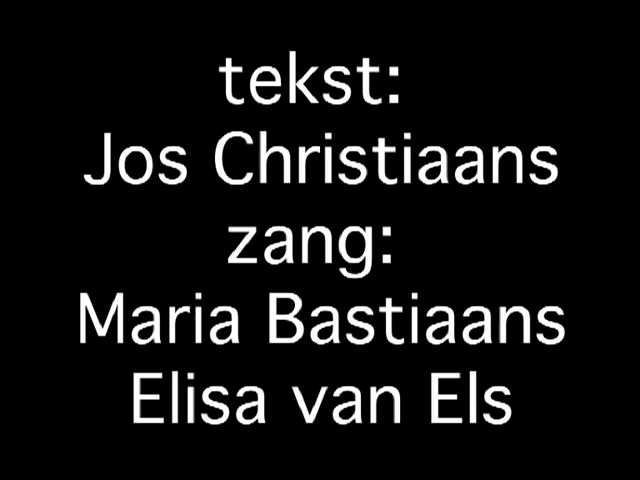 tekst:
Jos Christiaans
zang:
Maria Bastiaans
Elisa van Els